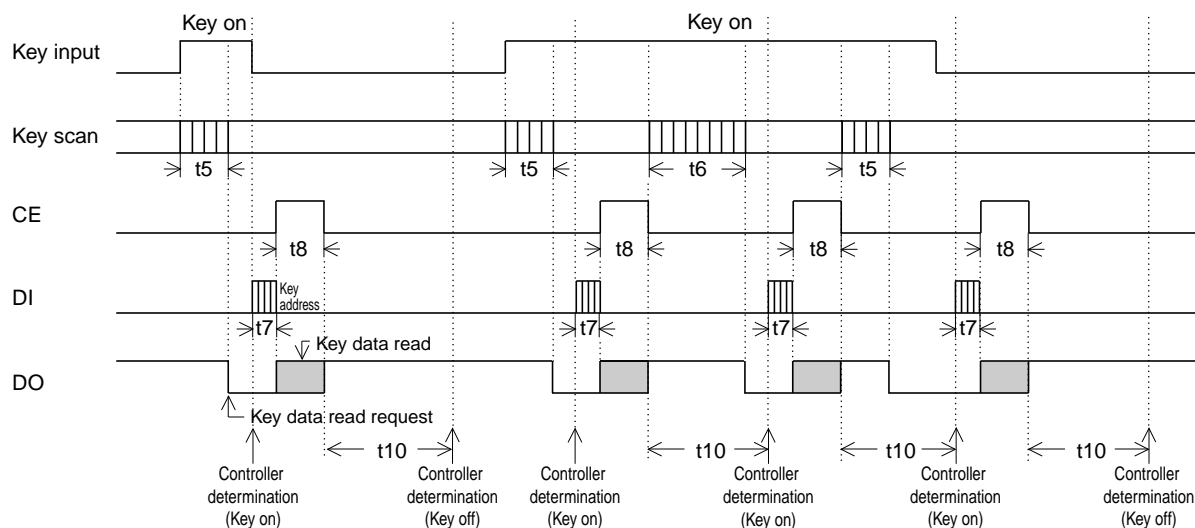 Key on
Key on
Key input
Key scan
t5
t5
t6
t5
CE
t8
t8
t8
t8
DI
Key
address
t7
t7
t7
t7
Key data read
DO
Key data read request
t10
t10
t10
t10
Controller
determination
(Key on)
Controller
determination
(Key off)
Controller
determination
(Key on)
Controller
determination
(Key on)
Controller
determination
(Key on)
Controller
determination
(Key off)